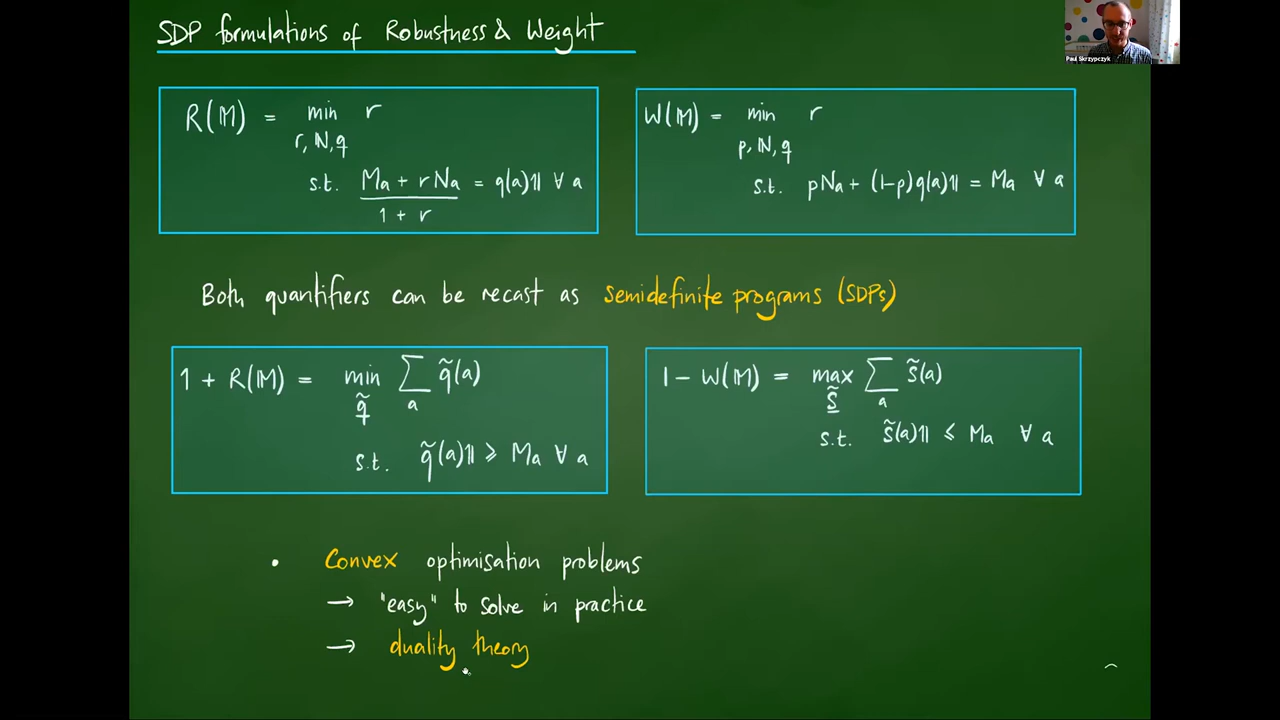 SDP formulations of Robustness & Weight
Paul Skrzypczyk
R(𝕄) = min r
r, ℕ, q
s.t. Ma + rNa = q(a)𝟙 ∀ a
1 + r
W(𝕄) = min r
p, ℕ, q
s.t. pNa + (1-p)q(a)𝟙 = Ma ∀ a
Both quantifiers can be recast as semidefinite programs (SDPs)
1 + R(𝕄) = min ∑ q̃(a)
q̃ a
s.t. q̃(a)𝟙 ⩾ Ma ∀ a
1 - W(𝕄) = max ∑ s̃(a)
s̃ a
s.t. s̃(a)𝟙 ⩽ Ma ∀ a
• Convex optimisation problems
→ "easy" to solve in practice
→ duality theory